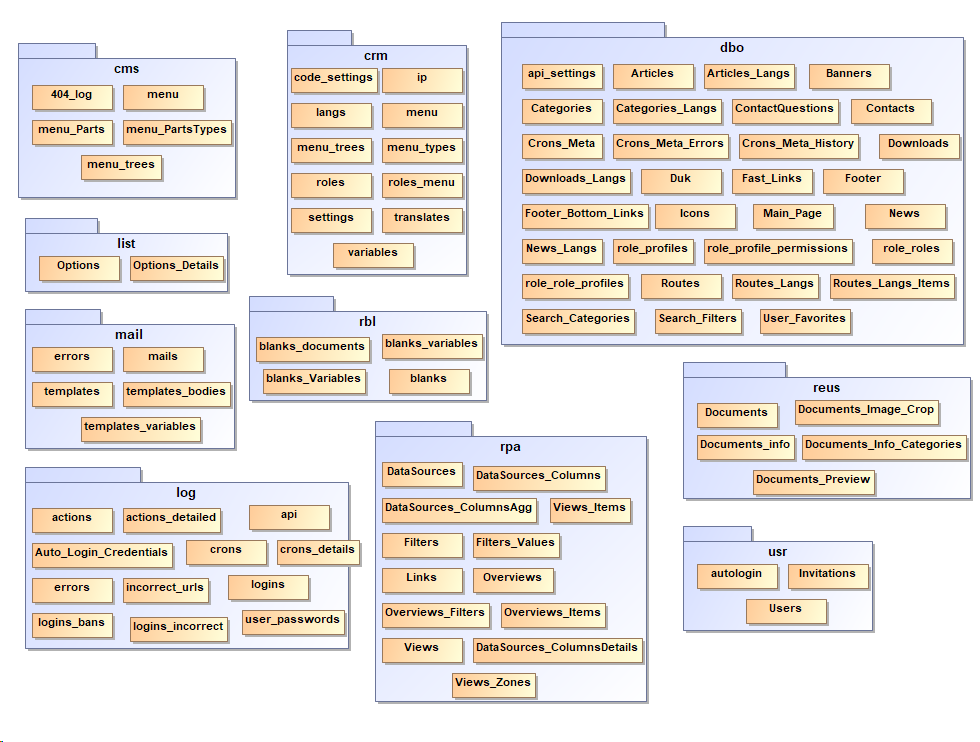 cms
404_log menu
menu_Parts menu_PartsTypes
menu_trees
crm
code_settings ip
langs menu
menu_trees menu_types
roles roles_menu
settings translates
variables
dbo
api_settings Articles Articles_Langs Banners
Categories Categories_Langs ContactQuestions Contacts
Crons_Meta Crons_Meta_Errors Crons_Meta_History Downloads
Downloads_Langs Duk Fast_Links Footer
Footer_Bottom_Links Icons Main_Page News
News_Langs role_profiles role_profile_permissions role_roles
role_role_profiles Routes Routes_Langs Routes_Langs_Items
Search_Categories Search_Filters User_Favorites
list
Options Options_Details
mail
errors mails
templates templates_bodies
templates_variables
rbl
blanks_documents blanks_variables
blanks_Variables blanks
reus
Documents Documents_Image_Crop
Documents_info Documents_Info_Categories
Documents_Preview
log
actions actions_detailed api
Auto_Login_Credentials crons crons_details
errors incorrect_urls logins
logins_bans logins_incorrect user_passwords
rpa
DataSources DataSources_Columns
DataSources_ColumnsAgg Views_Items
Filters Filters_Values
Links Overviews
Overviews_Filters Overviews_Items
Views DataSources_ColumnsDetails
Views_Zones
usr
autologin Invitations
Users